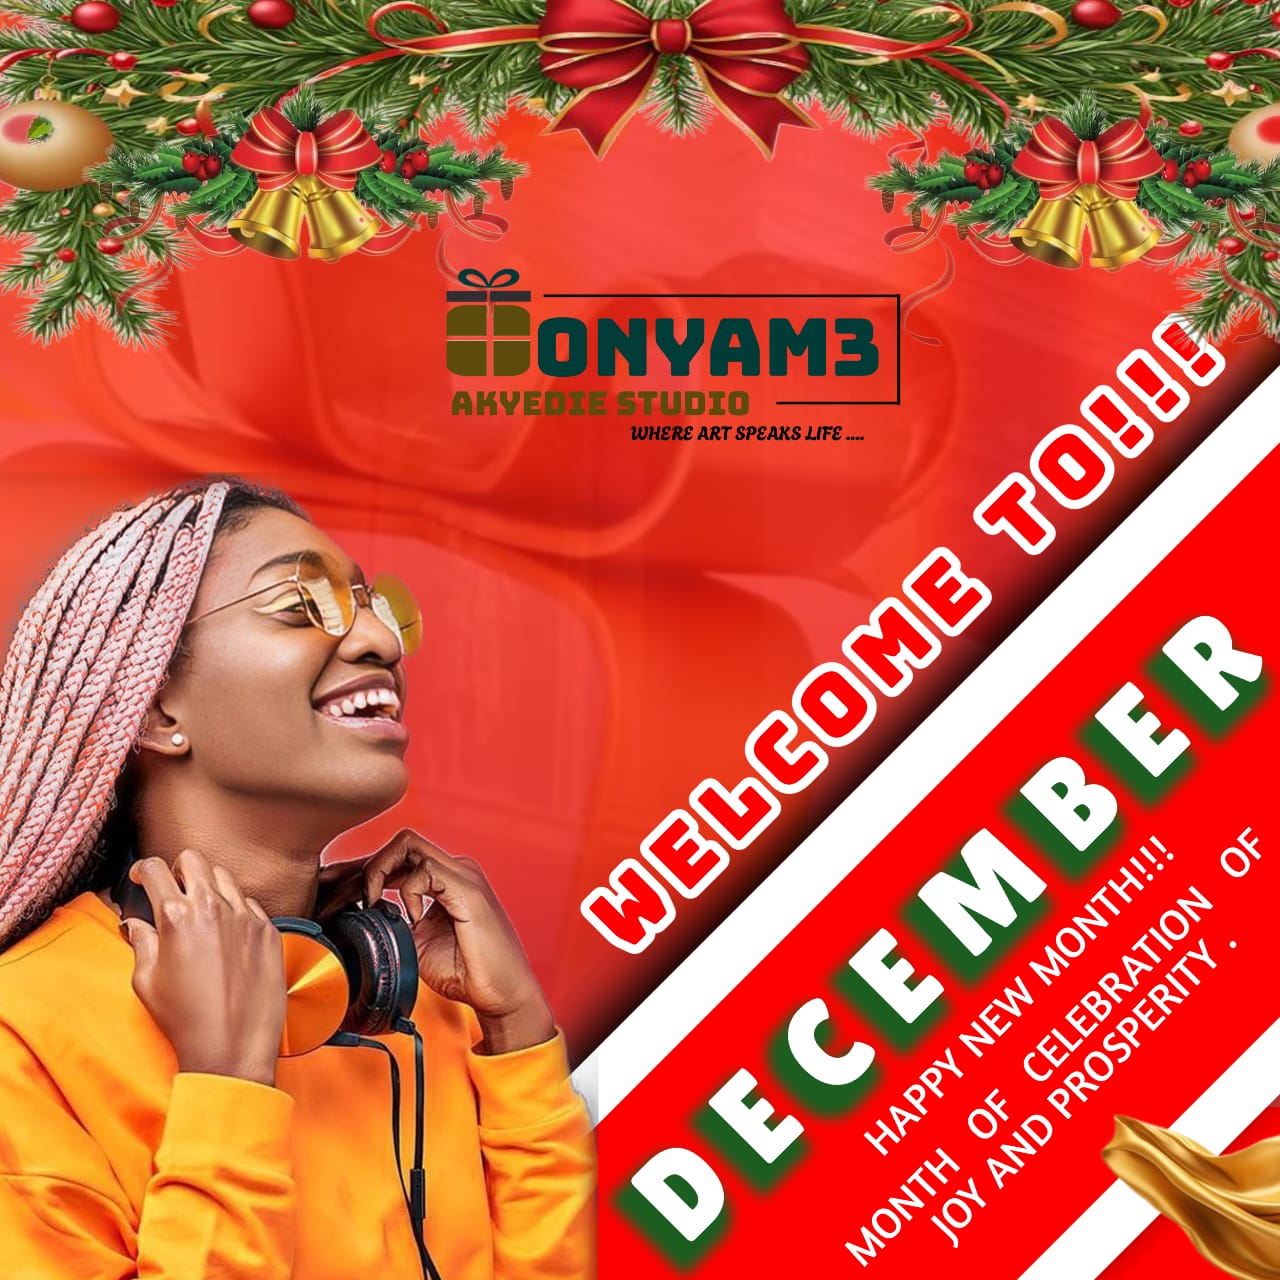 ONYAM3
AKYEDIE STUDIO
WHERE ART SPEAKS LIFE ....
WELCOME TO!!!
DECEMBER
HAPPY NEW MONTH!!!!
MONTH OF CELEBRATION OF
JOY AND PROSPERITY .